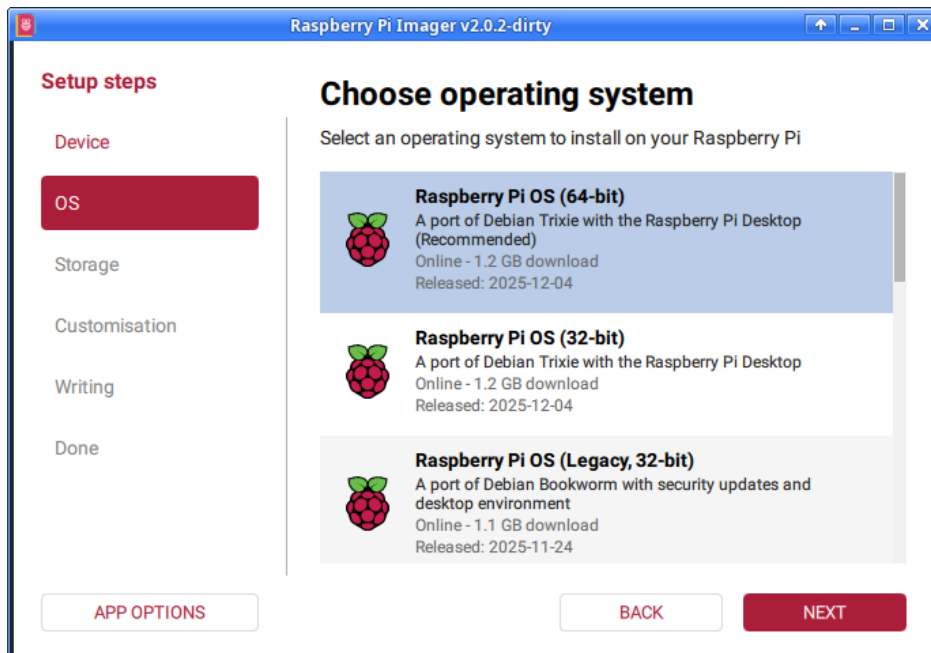 Raspberry Pi Imager v2.0.2-dirty
Setup steps
Device
OS
Storage
Customisation
Writing
Done
APP OPTIONS
Choose operating system
Select an operating system to install on your Raspberry Pi
Raspberry Pi OS (64-bit)
A port of Debian Trixie with the Raspberry Pi Desktop
(Recommended)
Online - 1.2 GB download
Released: 2025-12-04
Raspberry Pi OS (32-bit)
A port of Debian Trixie with the Raspberry Pi Desktop
Online - 1.2 GB download
Released: 2025-12-04
Raspberry Pi OS (Legacy, 32-bit)
A port of Debian Bookworm with security updates and
desktop environment
Online - 1.1 GB download
Released: 2025-11-24
BACK
NEXT